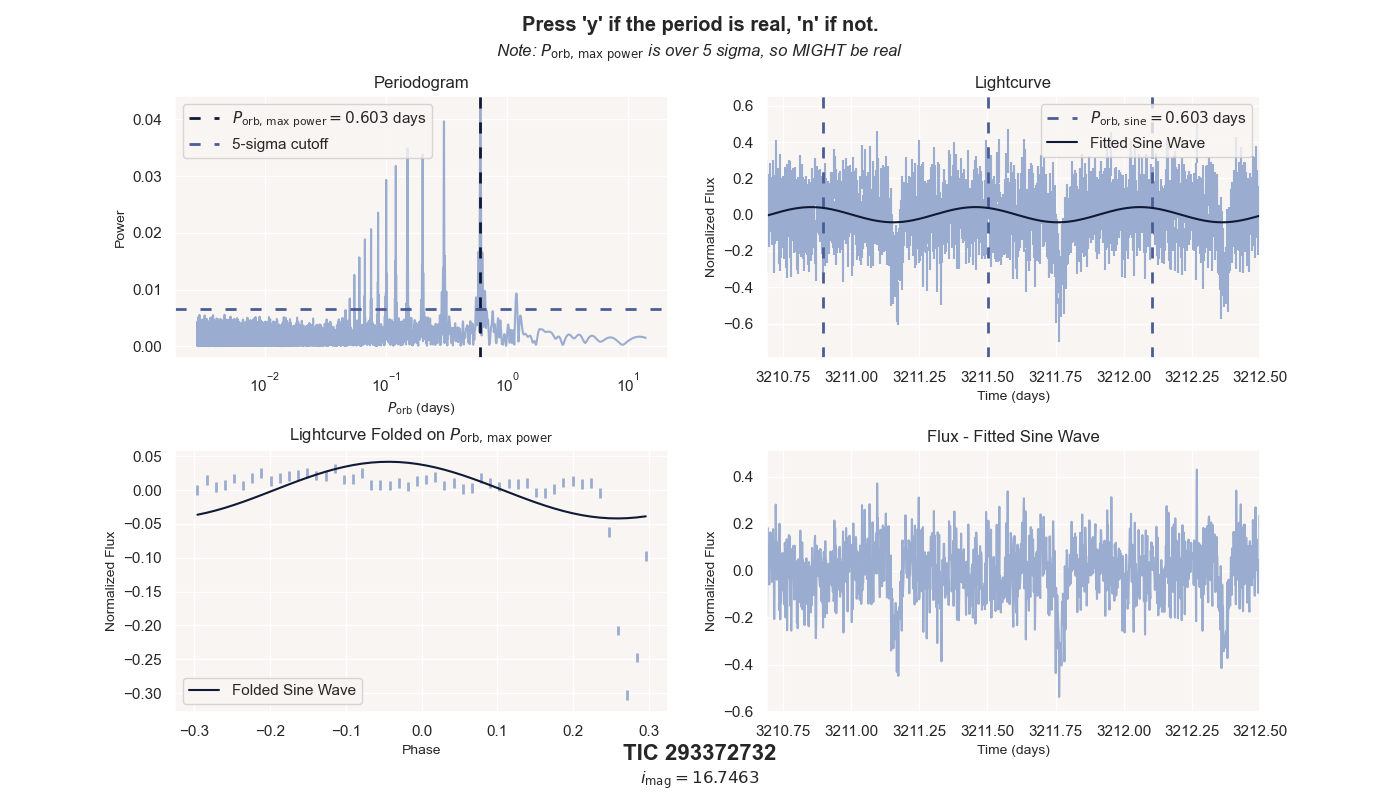 Press 'y' if the period is real, 'n' if not.
Note: P_orb, max power is over 5 sigma, so MIGHT be real
Periodogram
P_orb, max power = 0.603 days
5-sigma cutoff
Power
0.04
0.03
0.02
0.01
0.00
10^−2
10^−1
10^0
10^1
P_orb (days)
Lightcurve
P_orb, sine = 0.603 days
Fitted Sine Wave
Normalized Flux
0.6
0.4
0.2
0.0
−0.2
−0.4
−0.6
3210.75 3211.00 3211.25 3211.50 3211.75 3212.00 3212.25 3212.50
Time (days)
Lightcurve Folded on P_orb, max power
Normalized Flux
0.05
0.00
−0.05
−0.10
−0.15
−0.20
−0.25
−0.30
Folded Sine Wave
−0.3 −0.2 −0.1 0.0 0.1 0.2 0.3
Phase
Flux - Fitted Sine Wave
Normalized Flux
0.4
0.2
0.0
−0.2
−0.4
−0.6
3210.75 3211.00 3211.25 3211.50 3211.75 3212.00 3212.25 3212.50
Time (days)
TIC 293372732
i_mag = 16.7463